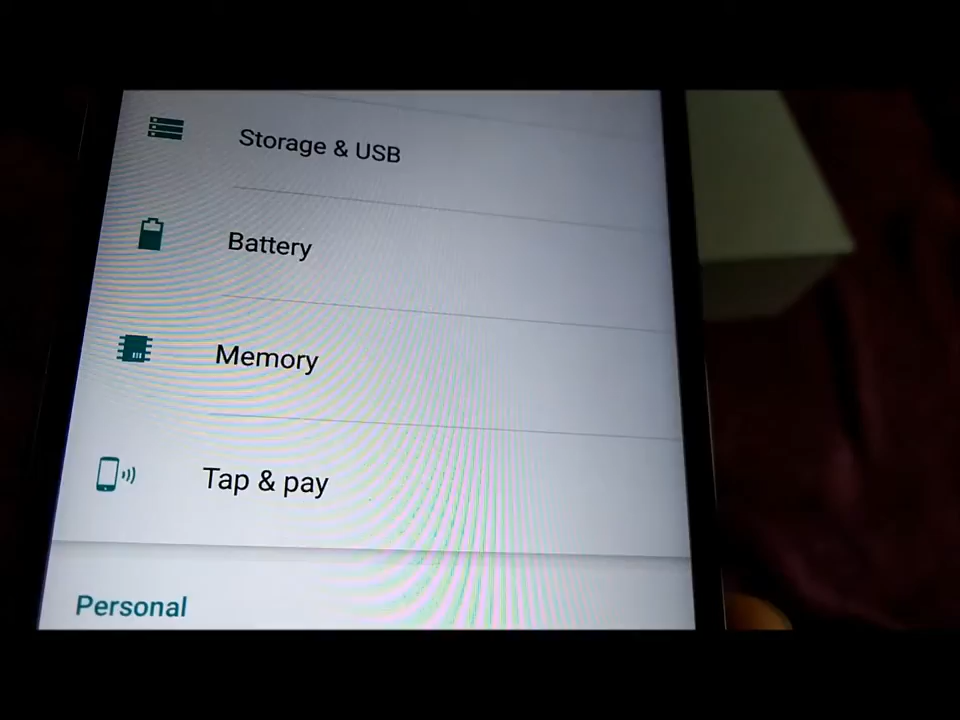 Storage & USB
Battery
Memory
Tap & pay
Personal